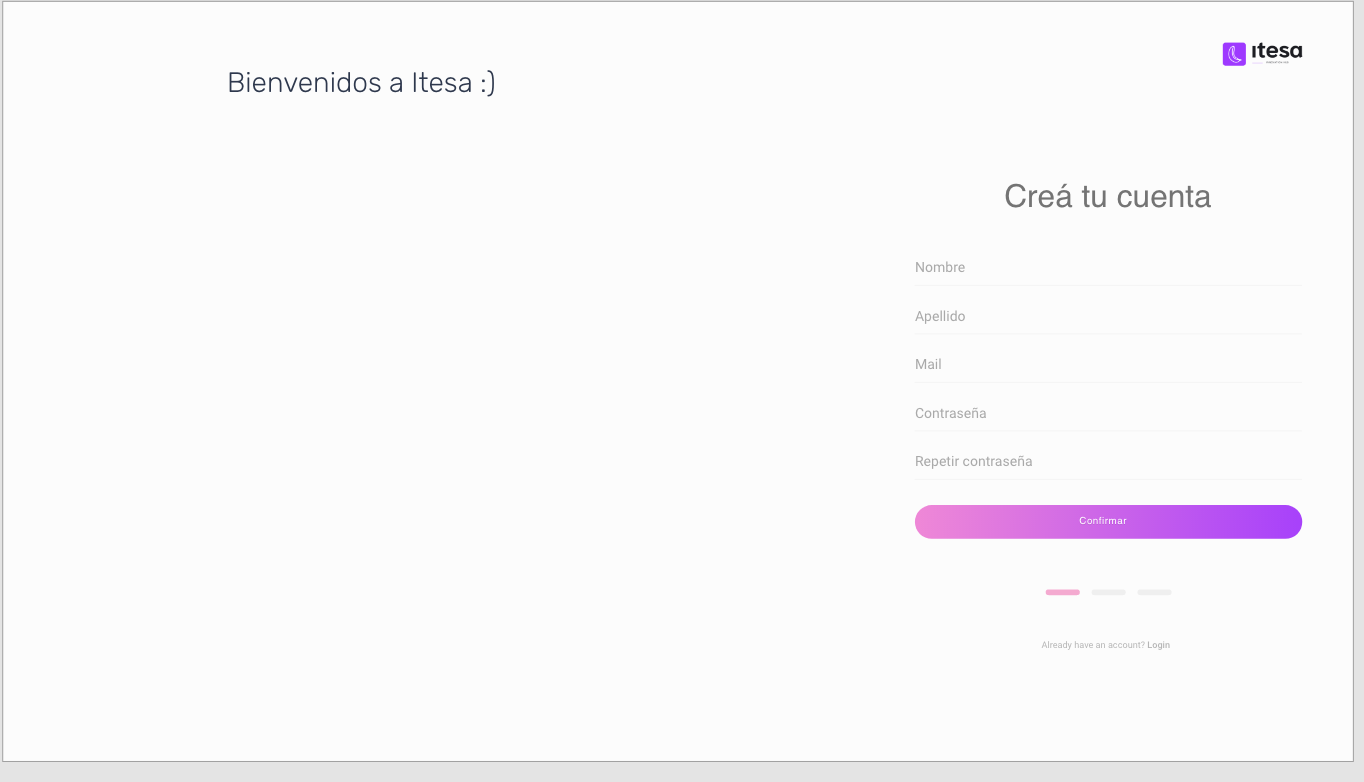 Bienvenidos a Itesa :)
ıtesa
Creá tu cuenta
Nombre
Apellido
Mail
Contraseña
Repetir contraseña
Confirmar
Already have an account? Login